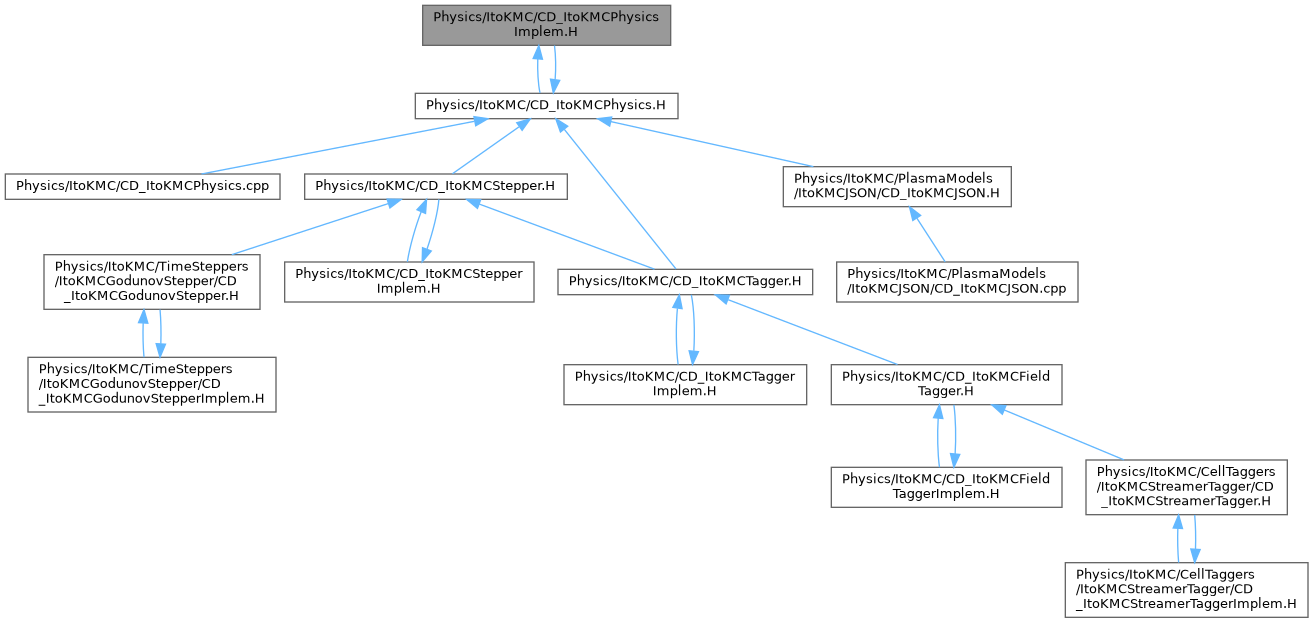 Physics/ItoKMC/CD_ItoKMCPhysics
Implem.H
Physics/ItoKMC/CD_ItoKMCPhysics.H
Physics/ItoKMC/CD_ItoKMCPhysics.cpp
Physics/ItoKMC/CD_ItoKMCStepper.H
Physics/ItoKMC/PlasmaModels
/ItoKMCJSON/CD_ItoKMCJSON.H
Physics/ItoKMC/TimeSteppers
/ItoKMCGodunovStepper/CD
_ItoKMCGodunovStepper.H
Physics/ItoKMC/CD_ItoKMCStepper
Implem.H
Physics/ItoKMC/CD_ItoKMCTagger.H
Physics/ItoKMC/PlasmaModels
/ItoKMCJSON/CD_ItoKMCJSON.cpp
Physics/ItoKMC/TimeSteppers
/ItoKMCGodunovStepper/CD
_ItoKMCGodunovStepperImplem.H
Physics/ItoKMC/CD_ItoKMCTagger
Implem.H
Physics/ItoKMC/CD_ItoKMCField
Tagger.H
Physics/ItoKMC/CD_ItoKMCField
TaggerImplem.H
Physics/ItoKMC/CellTaggers
/ItoKMCStreamerTagger/CD
_ItoKMCStreamerTagger.H
Physics/ItoKMC/CellTaggers
/ItoKMCStreamerTagger/CD
_ItoKMCStreamerTaggerImplem.H